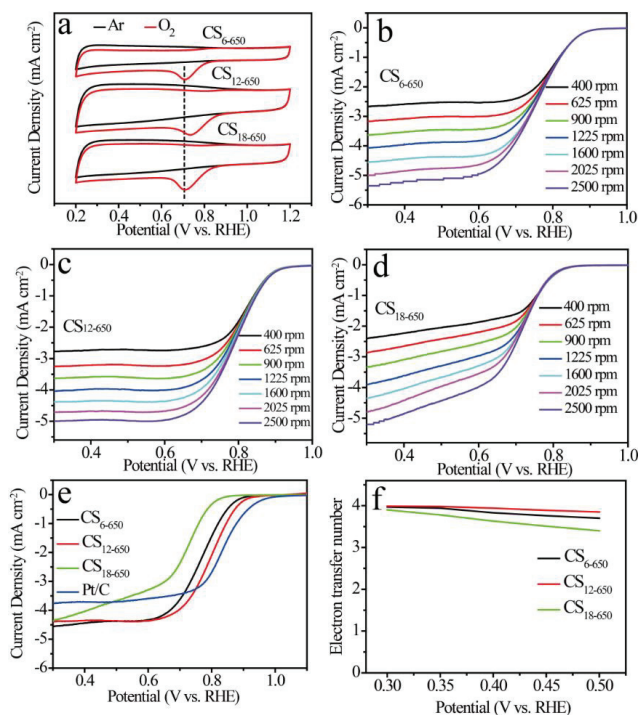 a
Ar
O2
CS6-650
CS12-650
CS18-650
0.2 0.4 0.6 0.8 1.0 1.2
Potential (V vs. RHE)
Current Dernsity (mA cm-2)
b
0
-1
-2
-3
-4
-5
-6
CS6-650
400 rpm
625 rpm
900 rpm
1225 rpm
1600 rpm
2025 rpm
2500 rpm
0.4 0.6 0.8 1.0
Potential (V vs. RHE)
Current Dernsity (mA cm-2)
c
0
-1
-2
-3
-4
-5
CS12-650
400 rpm
625 rpm
900 rpm
1225 rpm
1600 rpm
2025 rpm
2500 rpm
0.4 0.6 0.8 1.0
Potential (V vs. RHE)
Current Dernsity (mA cm-2)
d
0
-1
-2
-3
-4
-5
-6
CS18-650
400 rpm
625 rpm
900 rpm
1225 rpm
1600 rpm
2025 rpm
2500 rpm
0.4 0.6 0.8 1.0
Potential (V vs. RHE)
Current Dernsity (mA cm-2)
e
0
-1
-2
-3
-4
-5
-6
CS6-650
CS12-650
CS18-650
Pt/C
0.4 0.6 0.8 1.0
Potential (V vs. RHE)
Current Dernsity (mA cm-2)
f
4
3
2
1
0
CS6-650
CS12-650
CS18-650
0.30 0.35 0.40 0.45 0.50
Potential (V vs. RHE)
Electron transfer number